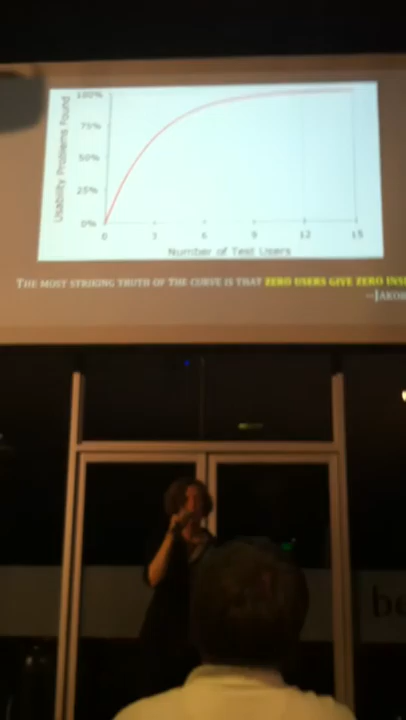 100%
75%
50%
25%
0%
Usability Problems Found
0 3 6 9 12 15
Number of Test Users
THE MOST STRIKING TRUTH OF THE CURVE IS THAT ZERO USERS GIVE ZERO INSI
--JAKOB
b